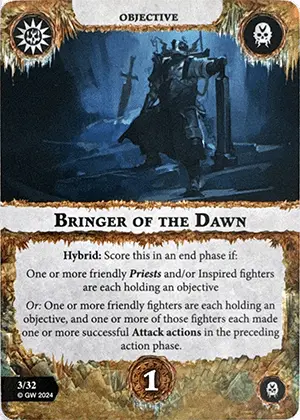 OBJECTIVE
BRINGER OF THE DAWN
Hybrid: Score this in an end phase if:
One or more friendly Priests and/or Inspired fighters
are each holding an objective
Or: One or more friendly fighters are each holding an
objective, and one or more of those fighters each made
one or more successful Attack actions in the preceding
action phase.
3/32
© GW 2024
1